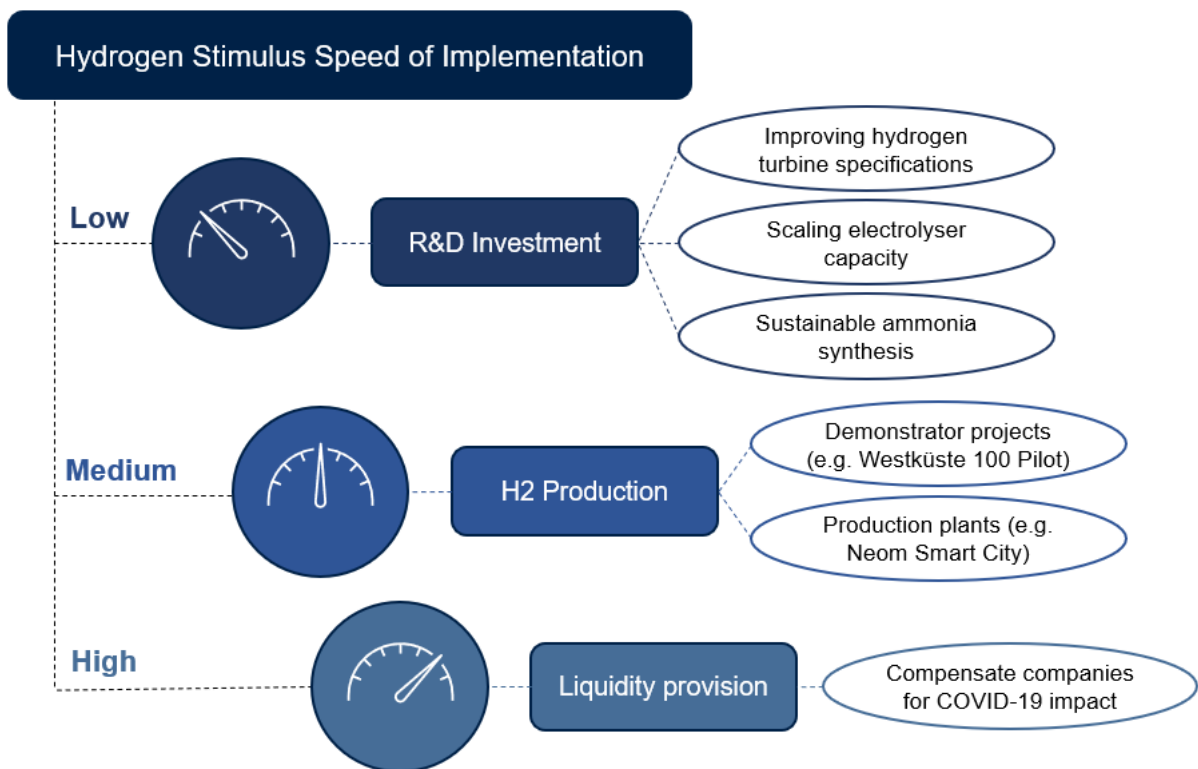 Hydrogen Stimulus Speed of Implementation
Low
R&D Investment
Improving hydrogen
turbine specifications
Scaling electrolyser
capacity
Sustainable ammonia
synthesis
Medium
H2 Production
Demonstrator projects
(e.g. Westküste 100 Pilot)
Production plants (e.g.
Neom Smart City)
High
Liquidity provision
Compensate companies
for COVID-19 impact